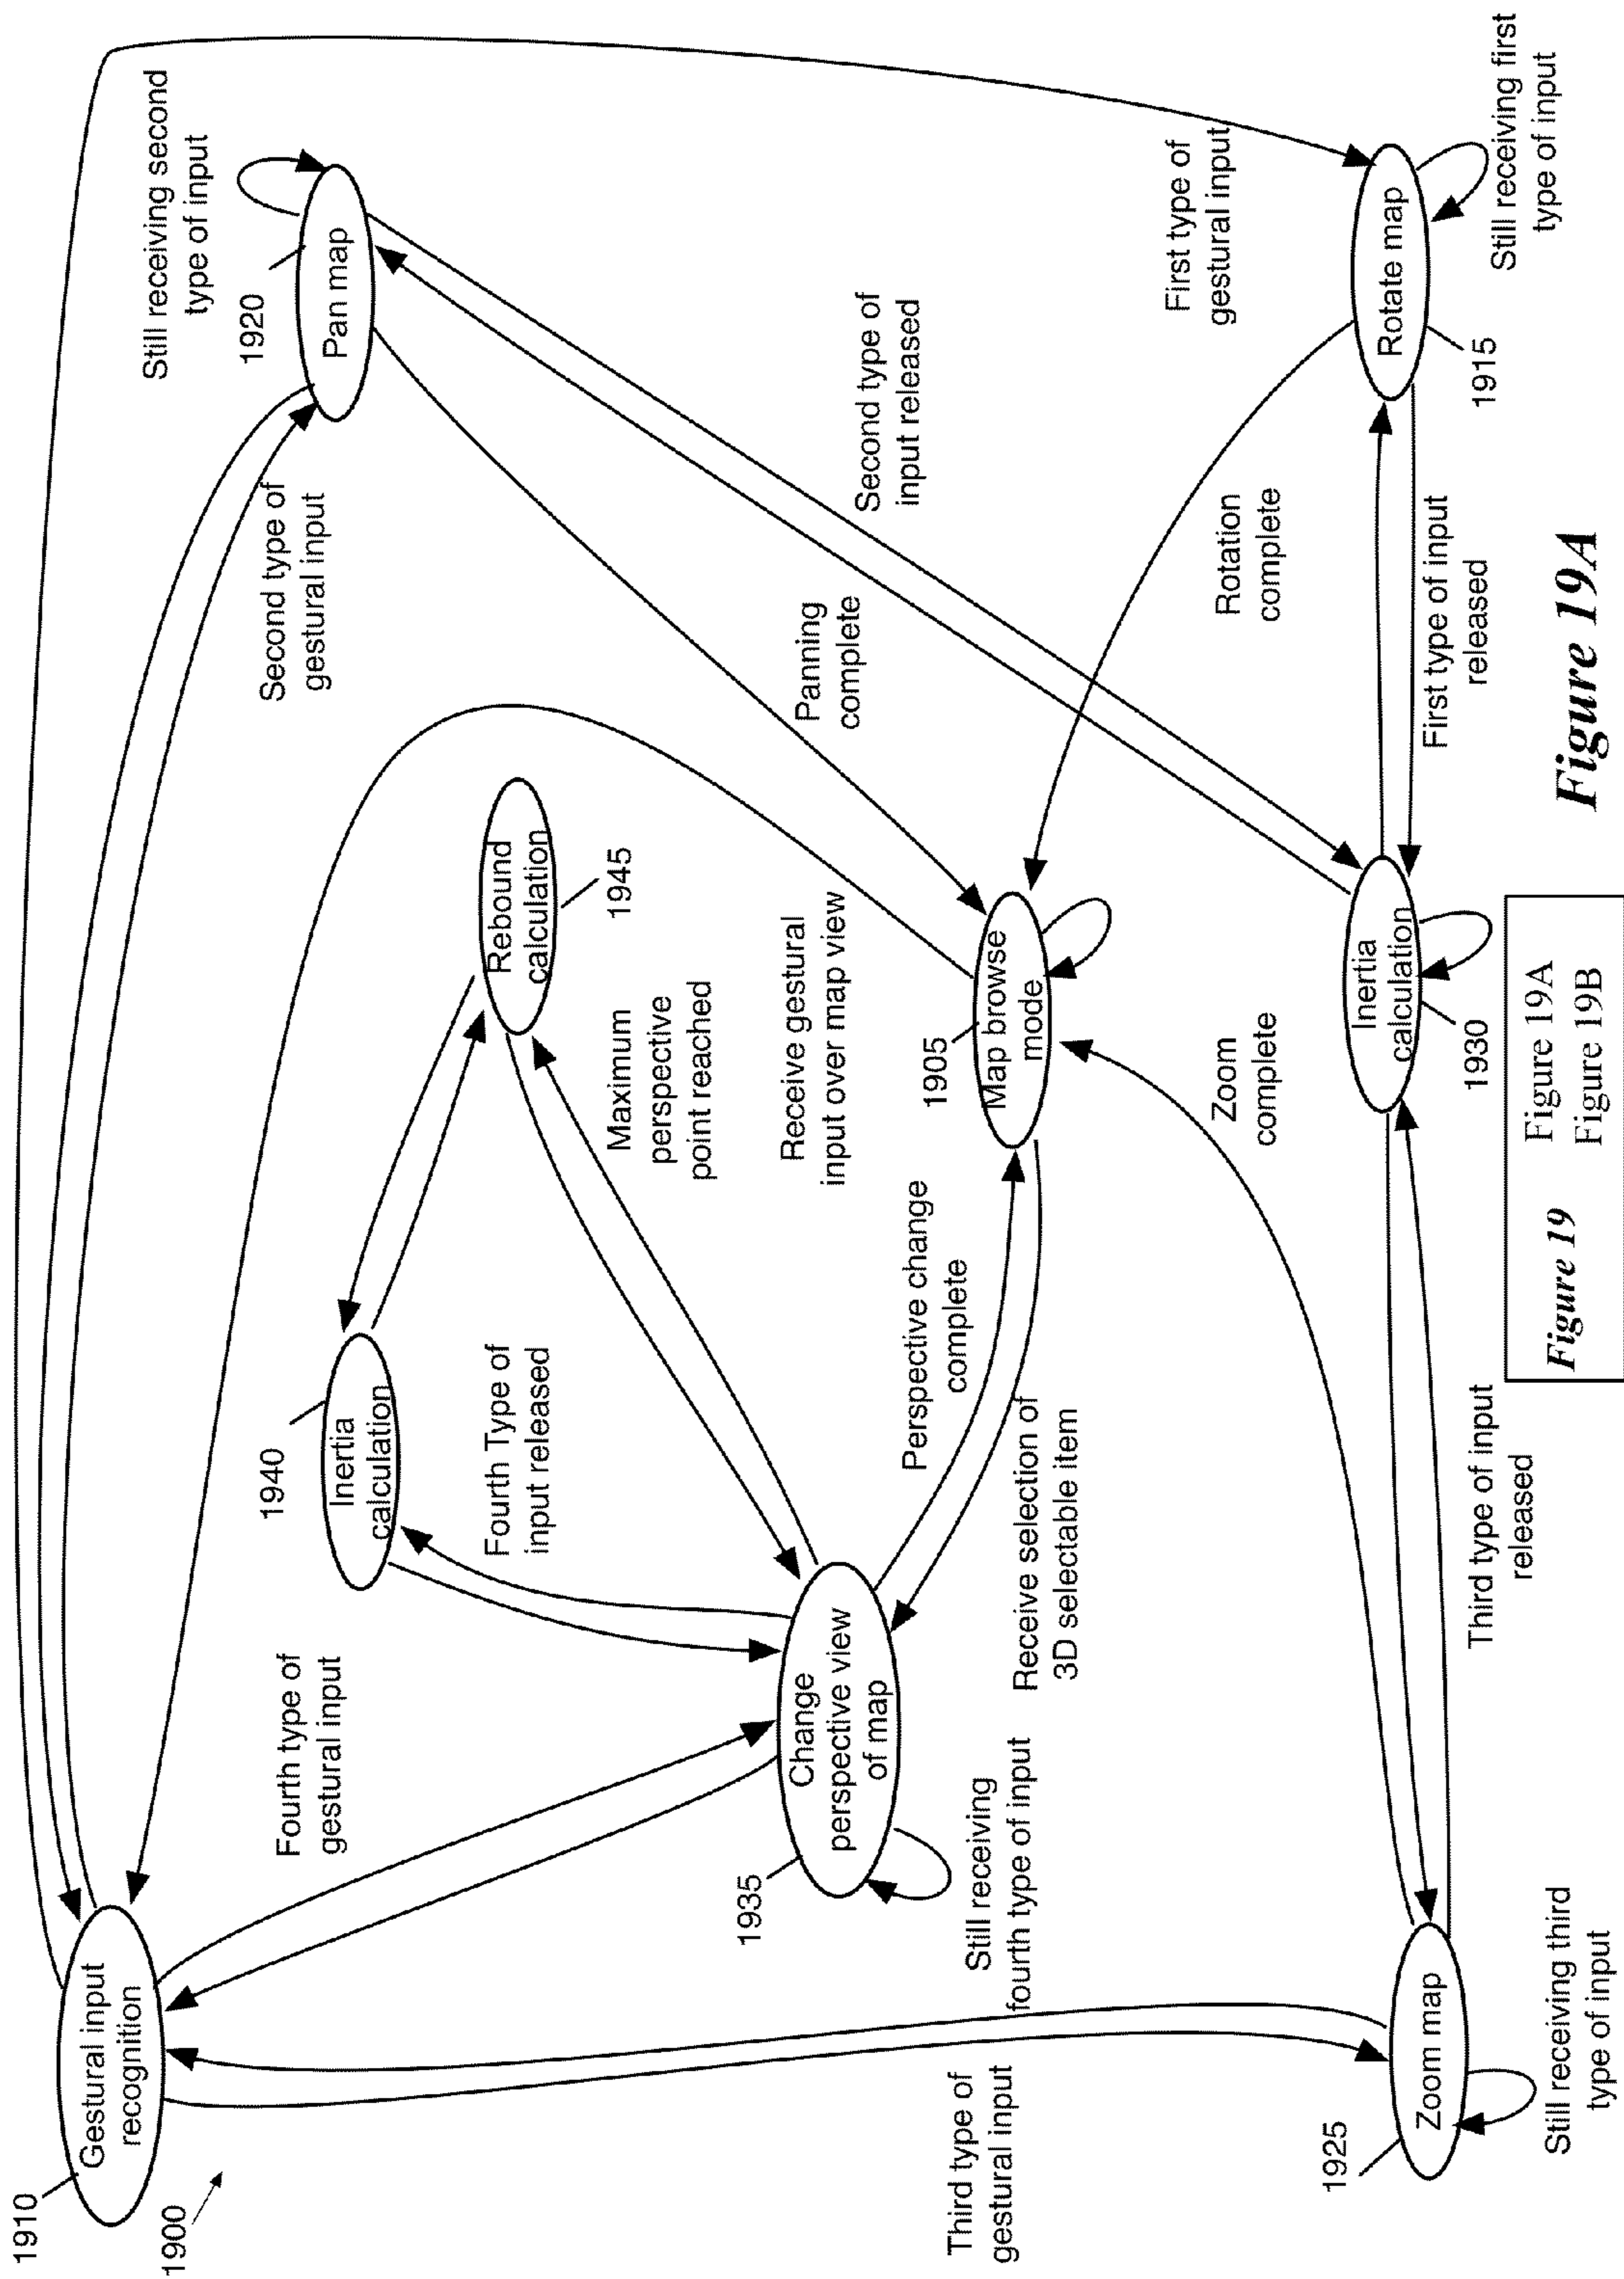 1910
Gestural input
recognition
1900
Fourth type of
gestural input
1940
Inertia
calculation
Fourth Type of
input released
Second type of
gestural input
Still receiving second
type of input
1920
Pan map
Rebound
calculation
1945
Maximum
perspective
point reached
Receive gestural
input over map view
Panning
complete
Second type of
input released
First type of
gestural input
1935
Change
perspective view
of map
Still receiving
fourth type of input
Perspective change
complete
Receive selection of
3D selectable item
1905
Map browse
mode
Third type of
gestural input
Zoom
complete
Rotation
complete
1925
Zoom map
Still receiving third
type of input
Third type of input
released
Inertia
calculation
1930
First type of input
released
Rotate map
1915
Still receiving first
type of input
Figure 19
Figure 19A
Figure 19B
Figure 19A